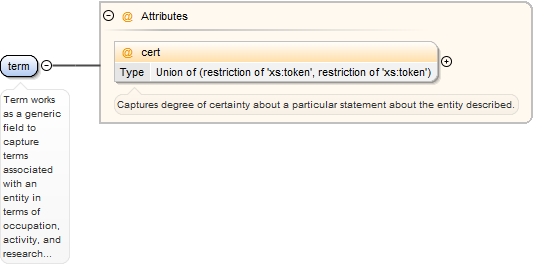 @ Attributes
@ cert
Type Union of (restriction of 'xs:token', restriction of 'xs:token')
Captures degree of certainty about a particular statement about the entity described.
term
Term works
as a generic
field to
capture
terms
associated
with an
entity in
terms of
occupation,
activity, and
research...